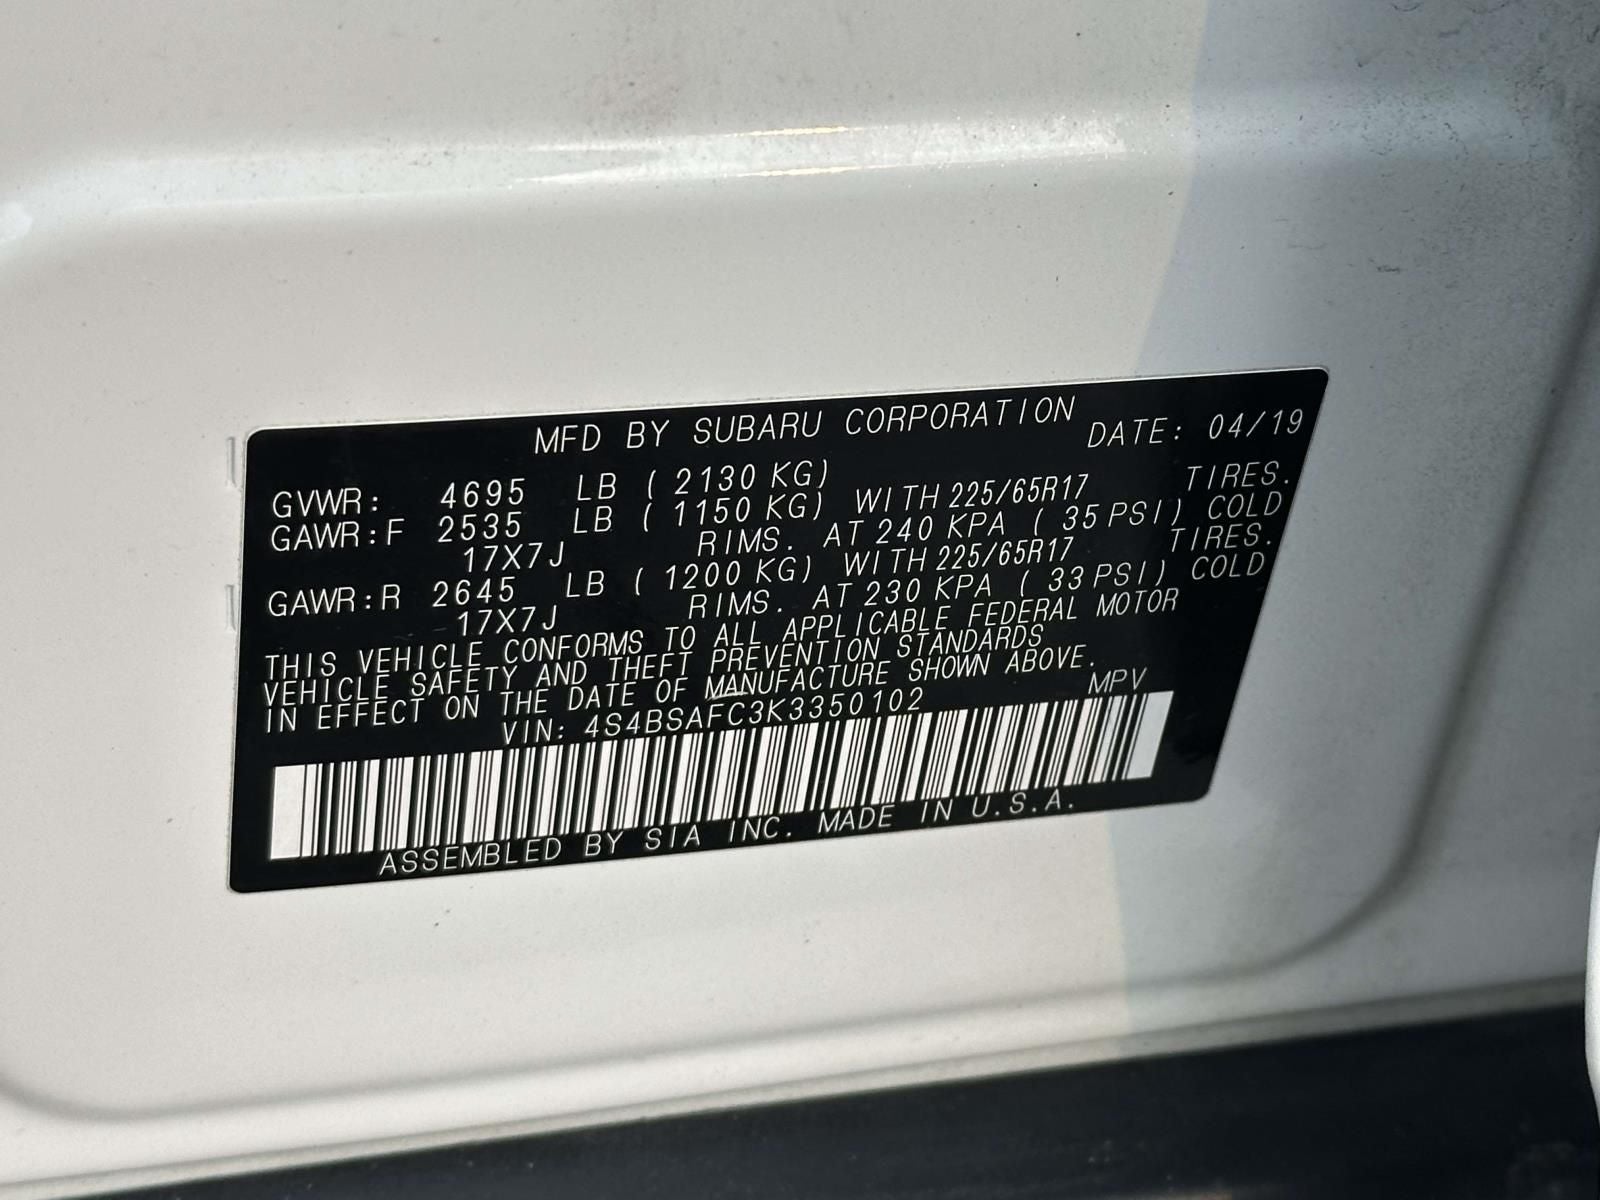 MFD BY SUBARU CORPORATION DATE: 04/19
GVWR: 4695 LB ( 2130 KG)
GAWR:F 2535 LB ( 1150 KG) WITH 225/65R17 TIRES.
17X7J RIMS. AT 240 KPA ( 35 PSI) COLD
GAWR:R 2645 LB ( 1200 KG) WITH 225/65R17 TIRES.
17X7J RIMS. AT 230 KPA ( 33 PSI) COLD
THIS VEHICLE CONFORMS TO ALL APPLICABLE FEDERAL MOTOR
VEHICLE SAFETY AND THEFT PREVENTION STANDARDS
IN EFFECT ON THE DATE OF MANUFACTURE SHOWN ABOVE.
VIN: 4S4BSAFC3K3350102 MPV
ASSEMBLED BY SIA INC. MADE IN U.S.A.